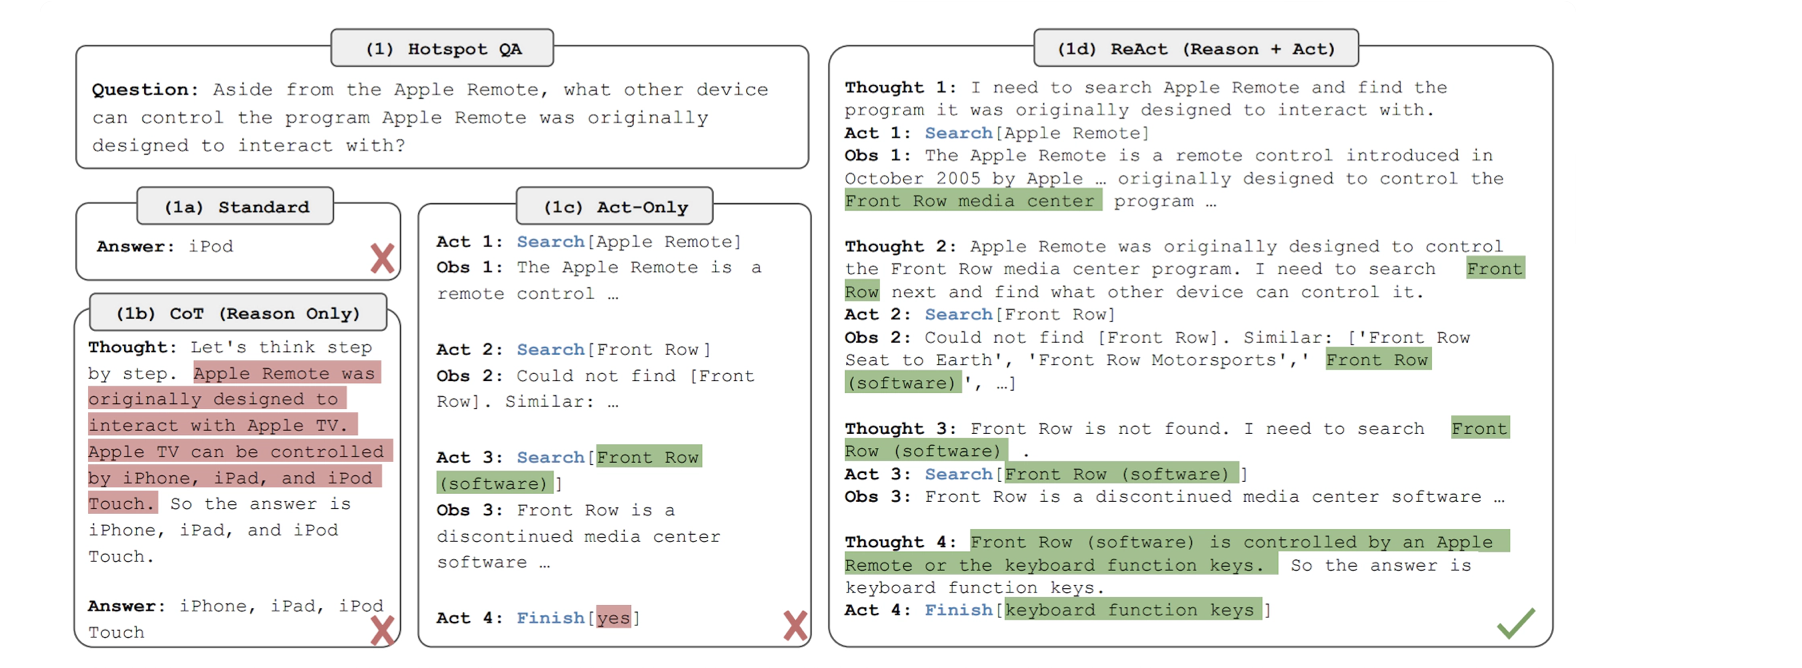 (1) Hotspot QA
Question: Aside from the Apple Remote, what other device
can control the program Apple Remote was originally
designed to interact with?
(1a) Standard
Answer: iPod
(1b) CoT (Reason Only)
Thought: Let's think step
by step. Apple Remote was
originally designed to
interact with Apple TV.
Apple TV can be controlled
by iPhone, iPad, and iPod
Touch. So the answer is
iPhone, iPad, and iPod
Touch.
Answer: iPhone, iPad, iPod
Touch
(1c) Act-Only
Act 1: Search[Apple Remote]
Obs 1: The Apple Remote is a
remote control …
Act 2: Search[Front Row]
Obs 2: Could not find [Front
Row]. Similar: …
Act 3: Search[Front Row
(software)]
Obs 3: Front Row is a
discontinued media center
software …
Act 4: Finish[yes]
(1d) ReAct (Reason + Act)
Thought 1: I need to search Apple Remote and find the
program it was originally designed to interact with.
Act 1: Search[Apple Remote]
Obs 1: The Apple Remote is a remote control introduced in
October 2005 by Apple … originally designed to control the
Front Row media center program …
Thought 2: Apple Remote was originally designed to control
the Front Row media center program. I need to search Front
Row next and find what other device can control it.
Act 2: Search[Front Row]
Obs 2: Could not find [Front Row]. Similar: ['Front Row
Seat to Earth', 'Front Row Motorsports',' Front Row
(software)', …]
Thought 3: Front Row is not found. I need to search Front
Row (software) .
Act 3: Search[Front Row (software)]
Obs 3: Front Row is a discontinued media center software …
Thought 4: Front Row (software) is controlled by an Apple
Remote or the keyboard function keys. So the answer is
keyboard function keys.
Act 4: Finish[keyboard function keys]